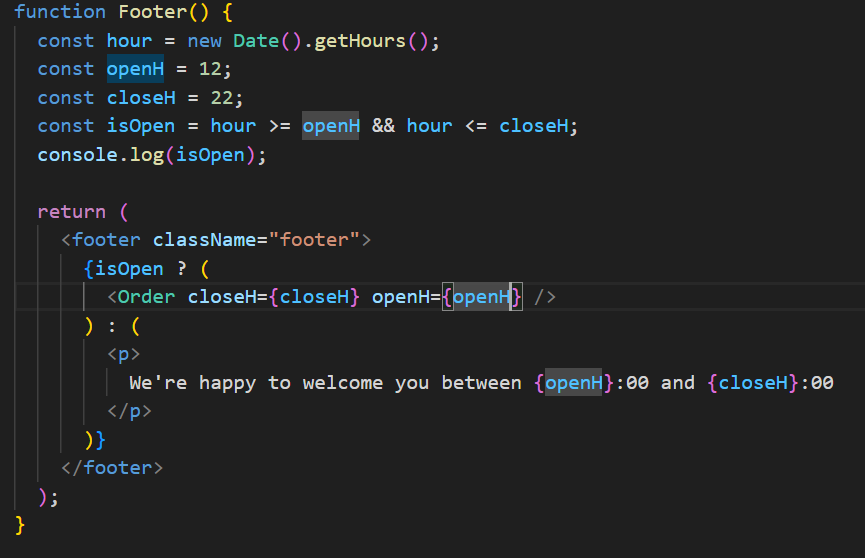 function Footer() {
const hour = new Date().getHours();
const openH = 12;
const closeH = 22;
const isOpen = hour >= openH && hour <= closeH;
console.log(isOpen);
return (
<footer className="footer">
{isOpen ? (
<Order closeH={closeH} openH={openH} />
) : (
<p>
We're happy to welcome you between {openH}:00 and {closeH}:00
</p>
)}
</footer>
);
}